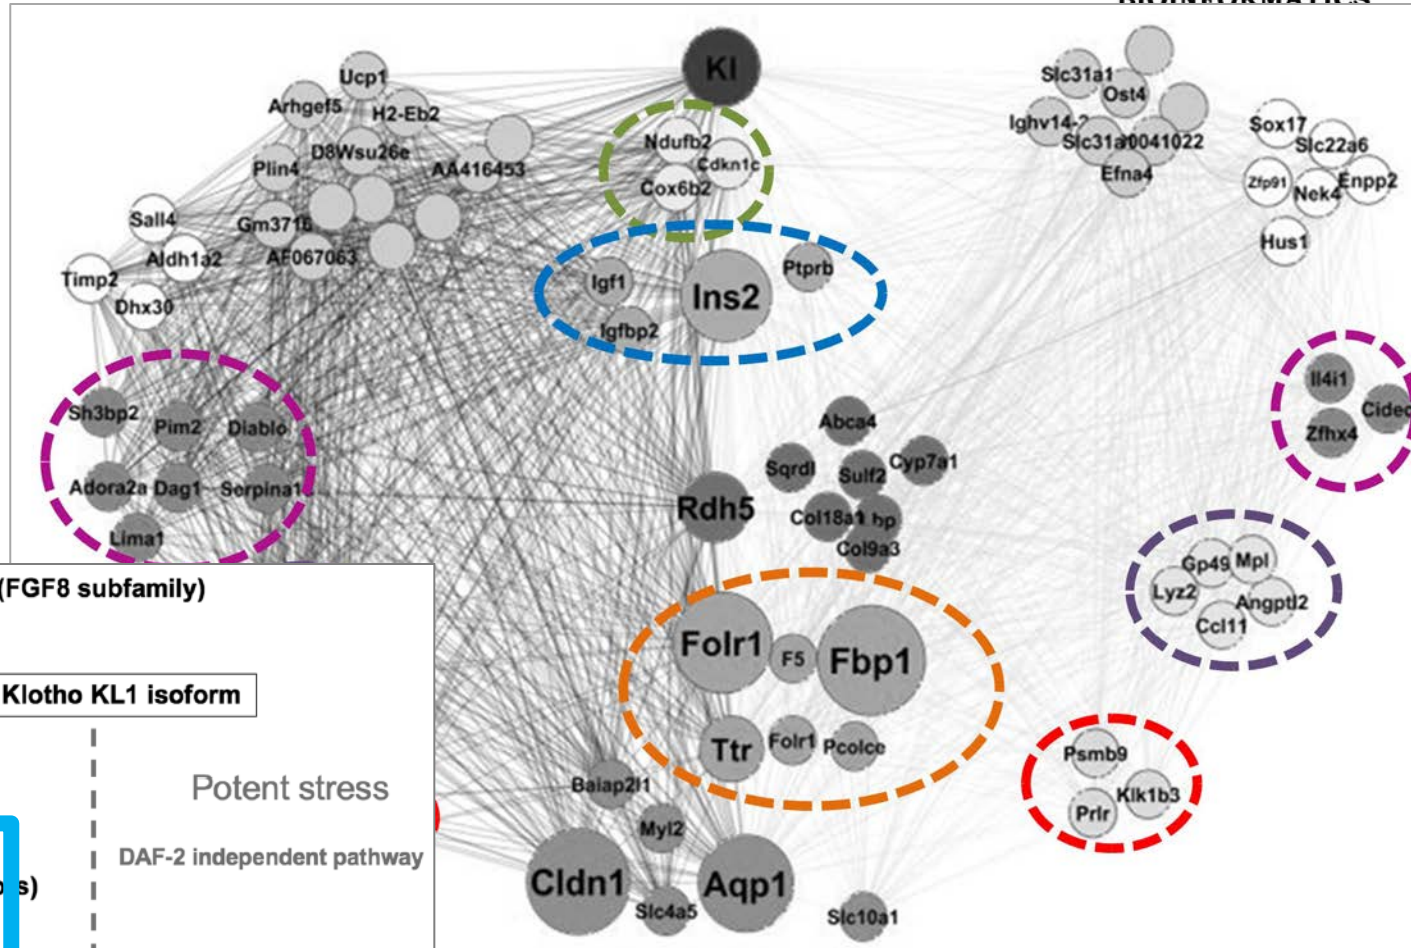 BIOINFORMATICS
Kl
Ucp1
Arhgef5
H2-Eb2
D8Wsu26e
Plin4
AA416453
Sall4
Gm3716
Aldh1a2
AF067063
Timp2
Dhx30
Ndufb2
Cdkn1c
Cox6b2
Slc31a1
Ost4
Efna4
Sox17
Slc22a6
Zfp91
Nek4
Enpp2
Hus1
Igf1
Ins2
Ptprb
Igfbp2
Sh3bp2
Pim2
Diablo
Adora2a
Dag1
Serpina1
Lima1
Abca4
Sqrdl
Sulf2
Cyp7a1
Rdh5
Col18a1
Col9a3
Il4i1
Cidec
Zfhx4
Gp49
Mpl
Lyz2
Angptl2
Ccl11
Folr1
F5
Fbp1
Ttr
Folr1
Pcolce
Psmb9
Klk1b3
Prlr
Baiap2l1
Myl2
Cldn1
Aqp1
Slc4a5
Slc10a1
(FGF8 subfamily)
Klotho KL1 isoform
Potent stress
DAF-2 independent pathway